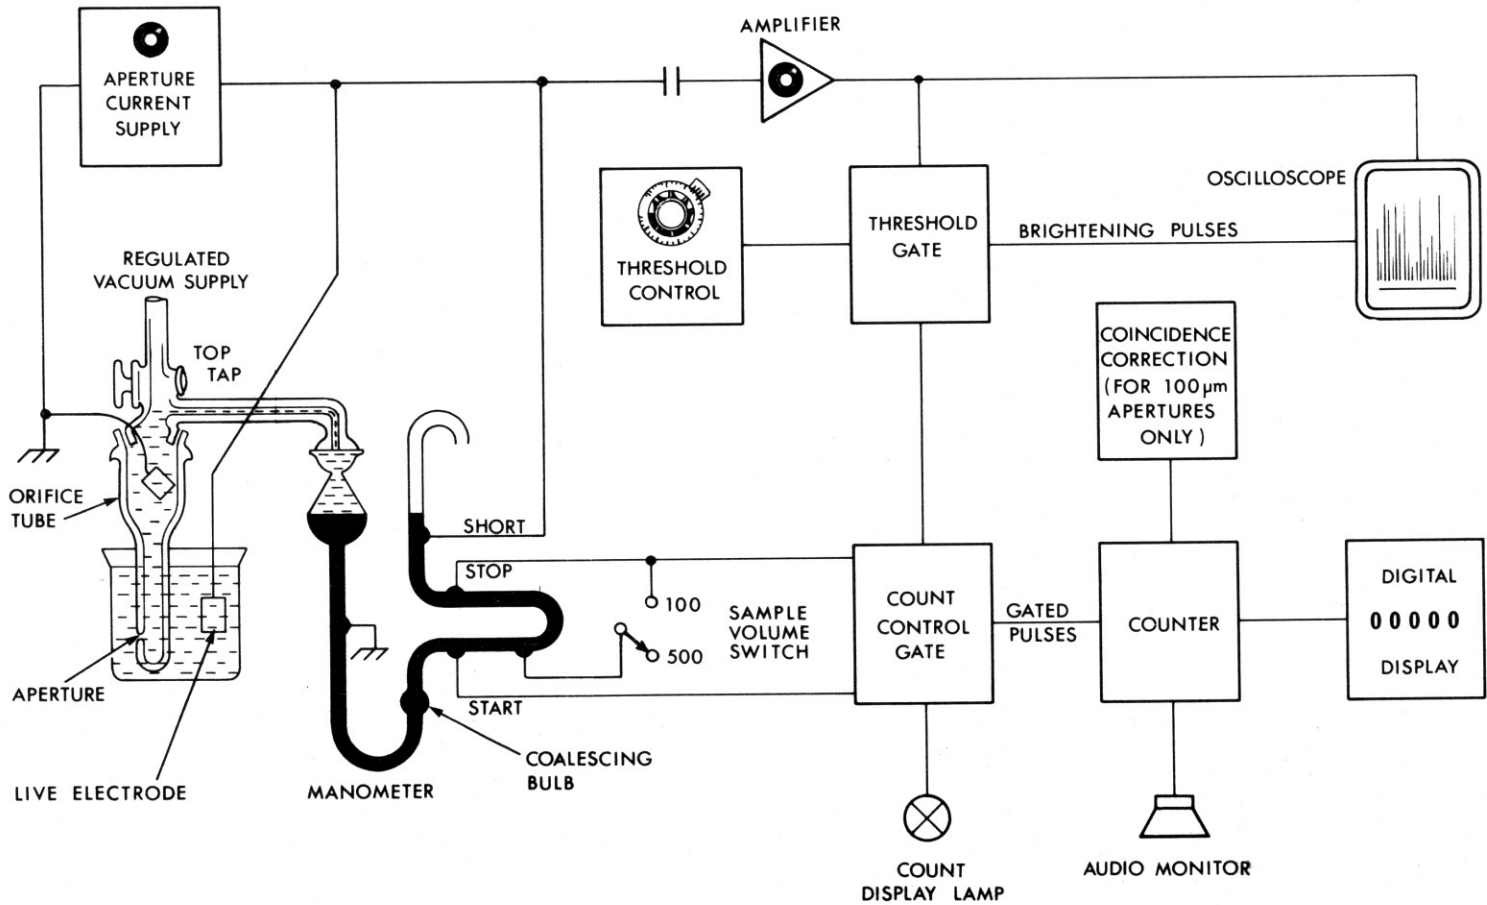 AMPLIFIER
APERTURE
CURRENT
SUPPLY
OSCILLOSCOPE
THRESHOLD
CONTROL
THRESHOLD
GATE
BRIGHTENING PULSES
REGULATED
VACUUM SUPPLY
TOP
TAP
COINCIDENCE
CORRECTION
(FOR 100μm
APERTURES
ONLY)
ORIFICE
TUBE
SHORT
STOP
100
500
SAMPLE
VOLUME
SWITCH
COUNT
CONTROL
GATE
GATED
PULSES
COUNTER
DIGITAL
00000
DISPLAY
APERTURE
START
COALESCING
BULB
LIVE ELECTRODE
MANOMETER
COUNT
DISPLAY LAMP
AUDIO MONITOR